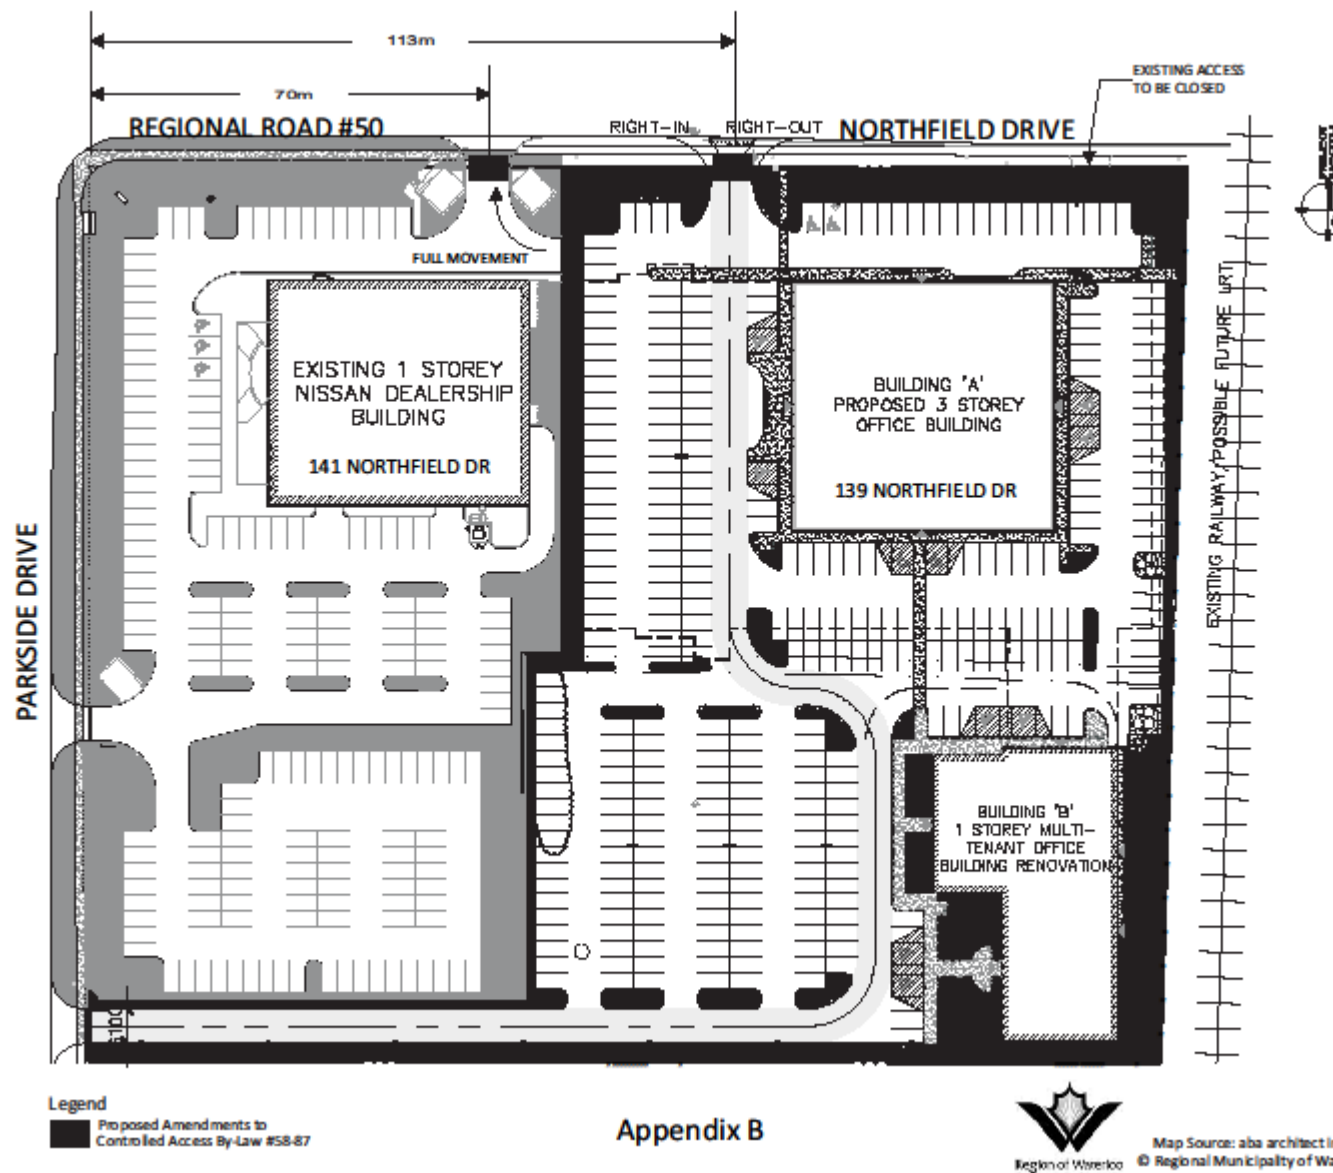 113m
70m
EXISTING ACCESS
TO BE CLOSED
REGIONAL ROAD #50
RIGHT-IN
RIGHT-OUT
NORTHFIELD DRIVE
FULL MOVEMENT
EXISTING 1 STOREY
NISSAN DEALERSHIP
BUILDING
141 NORTHFIELD DR
BUILDING 'A'
PROPOSED 3 STOREY
OFFICE BUILDING
139 NORTHFIELD DR
EXISTING RAILWAY/POSSIBLE FUTURE LRT
PARKSIDE DRIVE
BUILDING 'B'
1 STOREY MULTI-
TENANT OFFICE
BUILDING RENOVATION
Legend
Proposed Amendments to
Controlled Access By-Law #58-87
Appendix B
Region of Waterloo
Map Source: aba architect
© Regional Municipality of